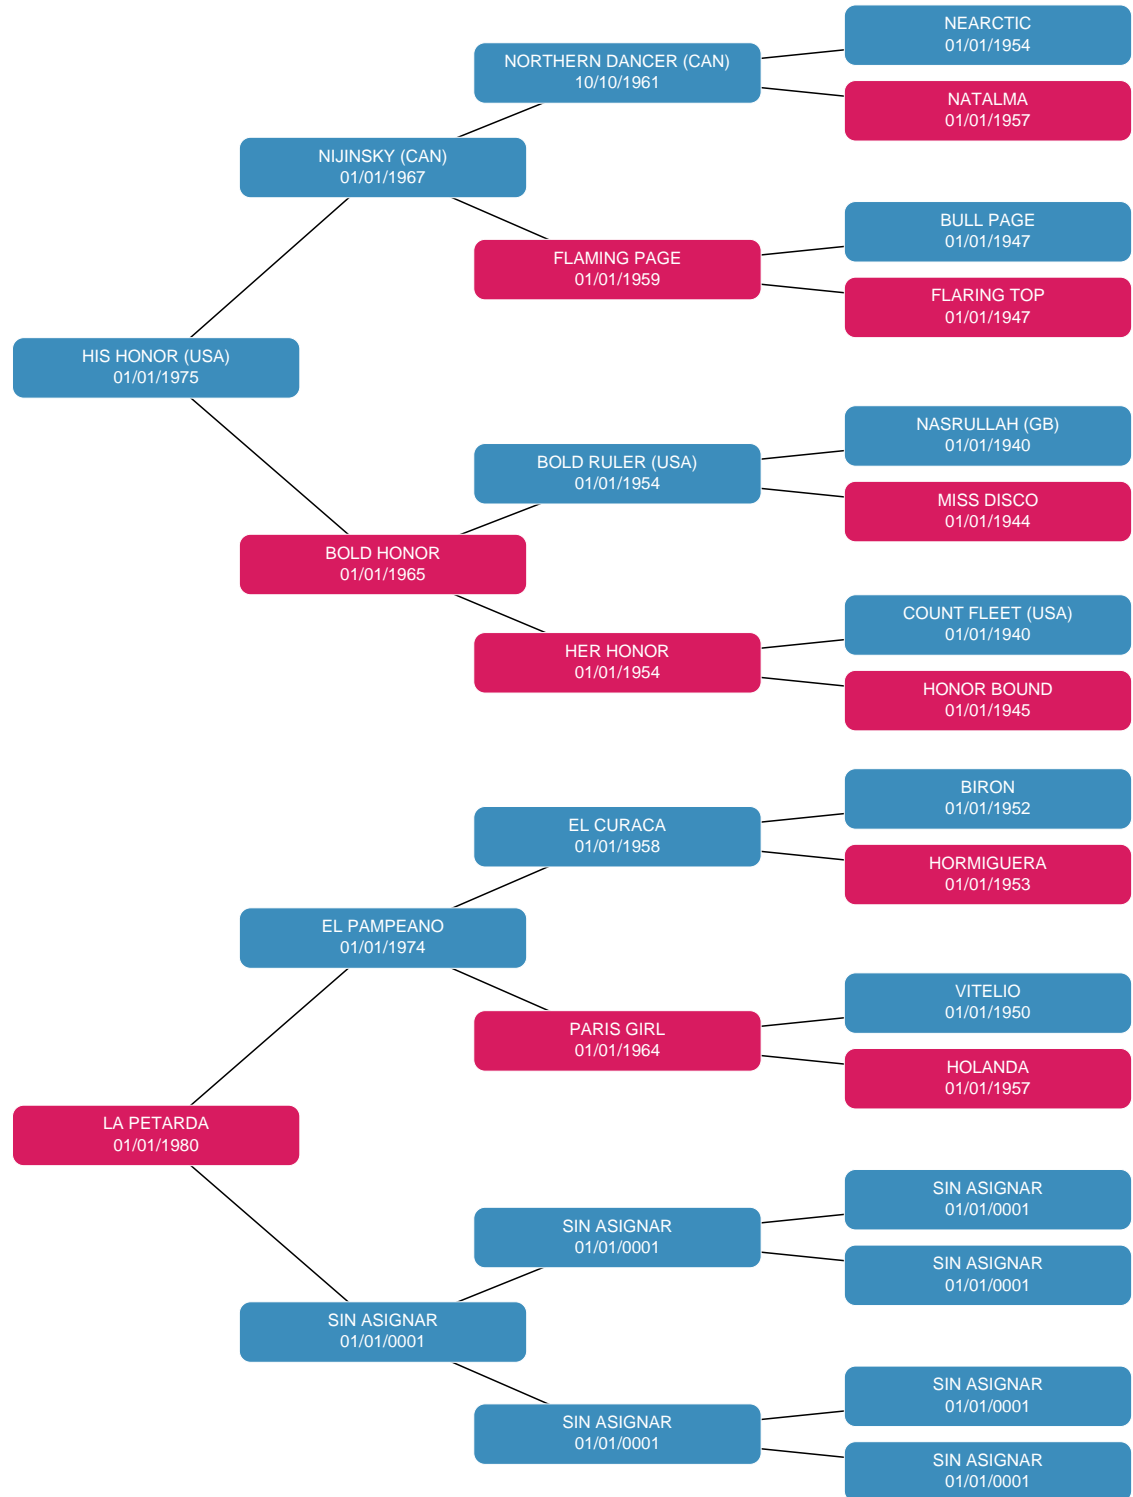 NEARCTIC
01/01/1954
NORTHERN DANCER (CAN)
10/10/1961
NATALMA
01/01/1957
NIJINSKY (CAN)
01/01/1967
BULL PAGE
01/01/1947
FLAMING PAGE
01/01/1959
FLARING TOP
01/01/1947
HIS HONOR (USA)
01/01/1975
NASRULLAH (GB)
01/01/1940
BOLD RULER (USA)
01/01/1954
MISS DISCO
01/01/1944
BOLD HONOR
01/01/1965
COUNT FLEET (USA)
01/01/1940
HER HONOR
01/01/1954
HONOR BOUND
01/01/1945
BIRON
01/01/1952
EL CURACA
01/01/1958
HORMIGUERA
01/01/1953
EL PAMPEANO
01/01/1974
VITELIO
01/01/1950
PARIS GIRL
01/01/1964
HOLANDA
01/01/1957
LA PETARDA
01/01/1980
SIN ASIGNAR
01/01/0001
SIN ASIGNAR
01/01/0001
SIN ASIGNAR
01/01/0001
SIN ASIGNAR
01/01/0001
SIN ASIGNAR
01/01/0001
SIN ASIGNAR
01/01/0001
SIN ASIGNAR
01/01/0001